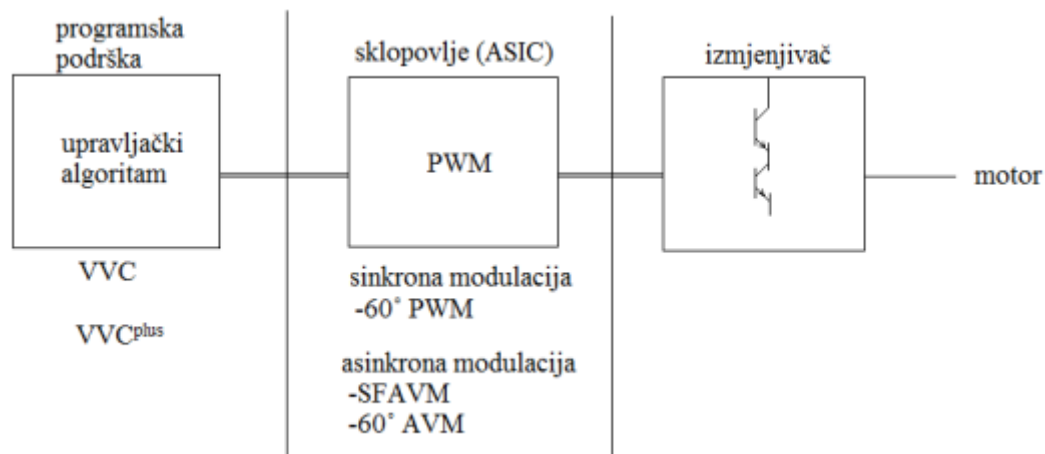 programska
podrška
upravljački
algoritam
VVC
VVCplus
sklopovlje (ASIC)
PWM
sinkrona modulacija
-60˚ PWM
asinkrona modulacija
-SFAVM
-60˚ AVM
izmjenjivač
motor